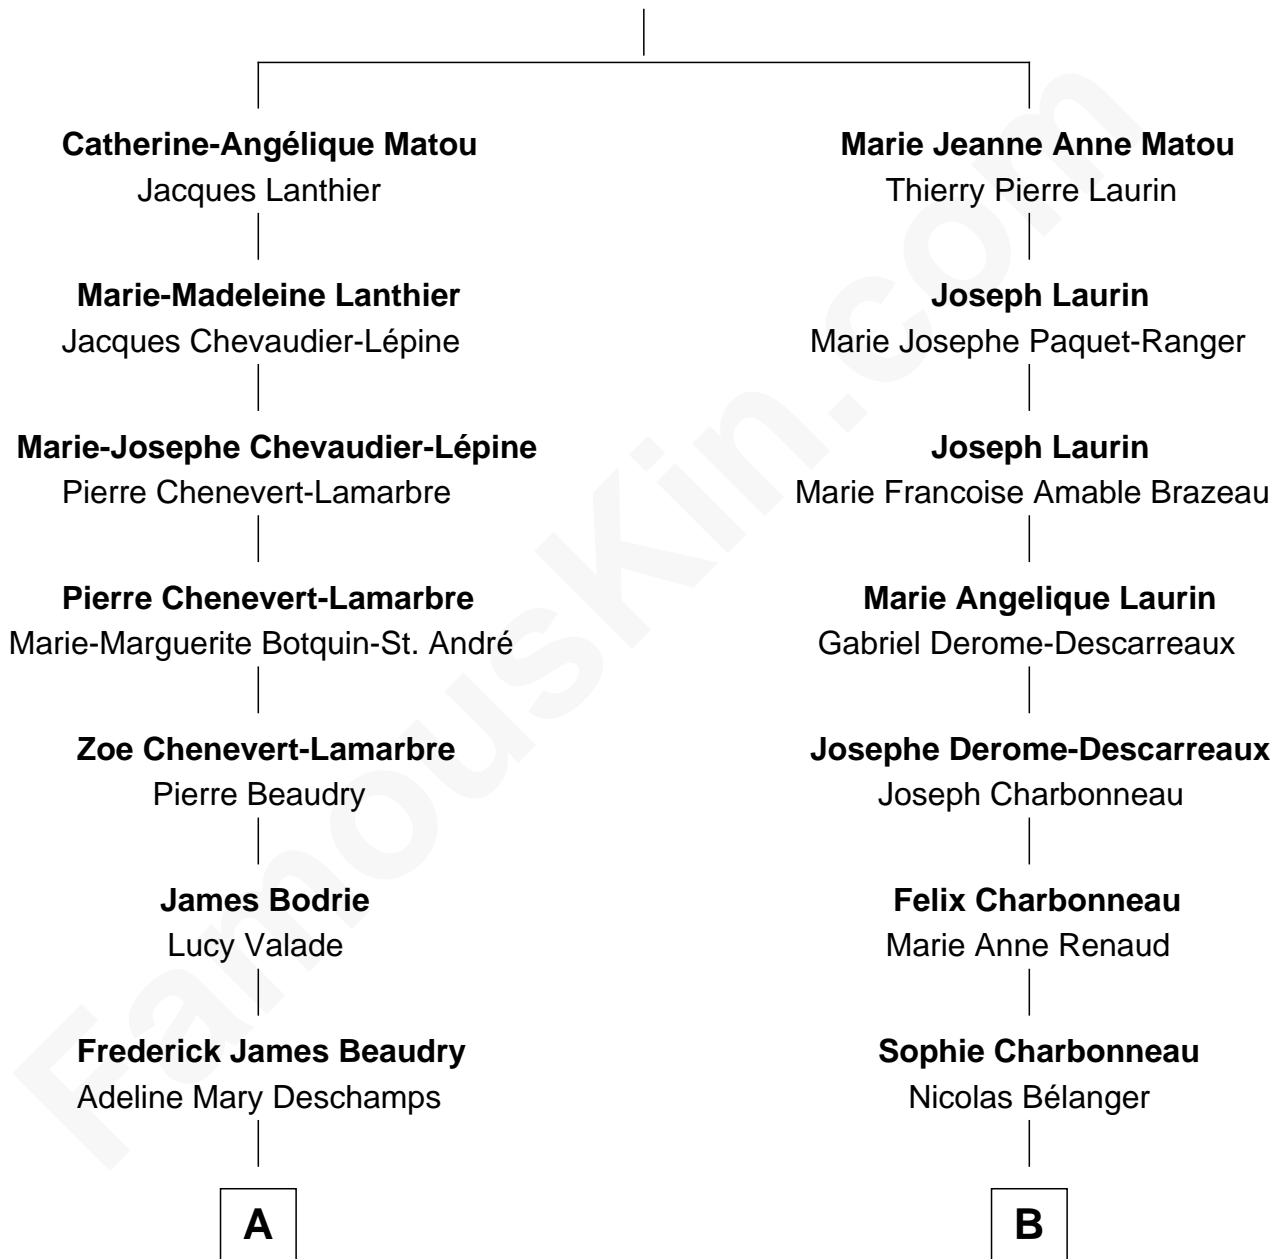 Catherine-Angélique Matou
Jacques Lanthier
Marie-Madeleine Lanthier
Jacques Chevaudier-Lépine
Marie-Josephe Chevaudier-Lépine
Pierre Chenevert-Lamarbre
Pierre Chenevert-Lamarbre
Marie-Marguerite Botquin-St. André
Zoe Chenevert-Lamarbre
Pierre Beaudry
James Bodrie
Lucy Valade
Frederick James Beaudry
Adeline Mary Deschamps
A
Marie Jeanne Anne Matou
Thierry Pierre Laurin
Joseph Laurin
Marie Josephe Paquet-Ranger
Joseph Laurin
Marie Francoise Amable Brazeau
Marie Angelique Laurin
Gabriel Derome-Descarreaux
Josephe Derome-Descarreaux
Joseph Charbonneau
Felix Charbonneau
Marie Anne Renaud
Sophie Charbonneau
Nicolas Bélanger
B
FamousKin.com